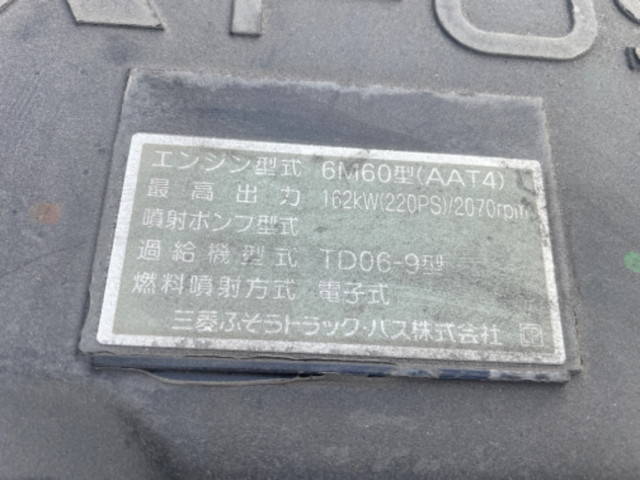 エンジン型式 6M60型(AAT4)
最高出力 162kW(220PS)/2070rpm
噴射ポンプ型式
過給機型式 TD06-9型
燃料噴射方式 電子式
三菱ふそうトラック・バス株式会社